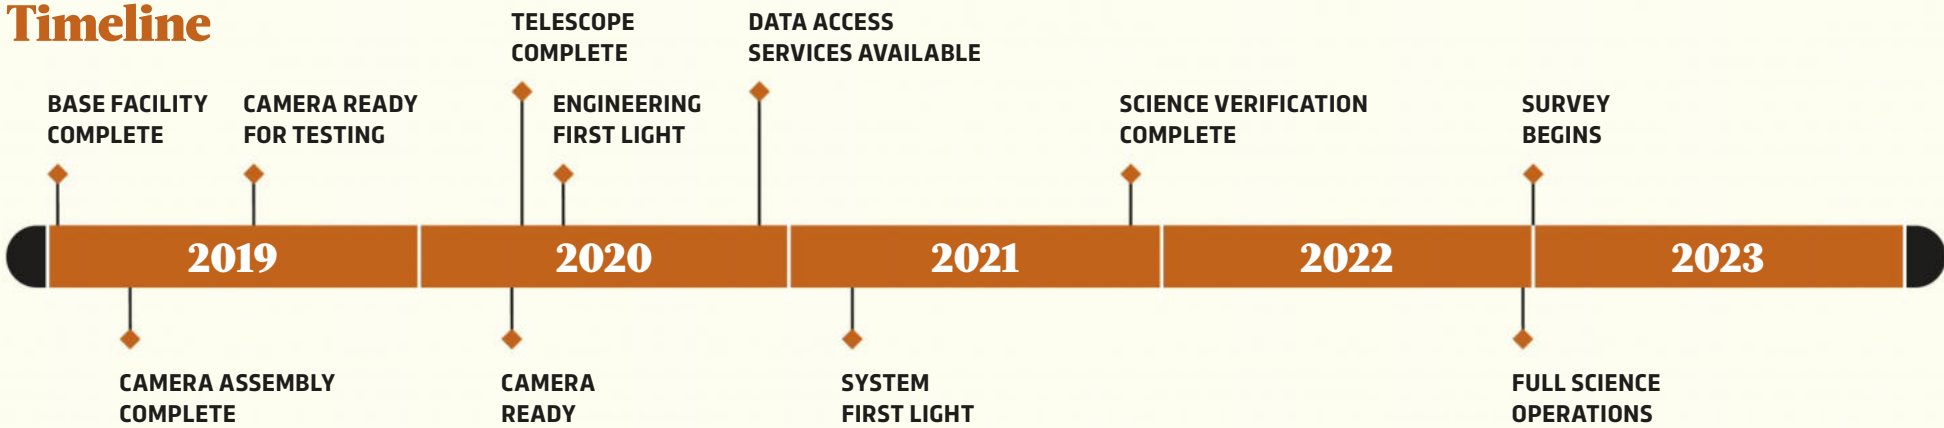 Timeline
TELESCOPE
COMPLETE
DATA ACCESS
SERVICES AVAILABLE
BASE FACILITY
COMPLETE
CAMERA READY
FOR TESTING
ENGINEERING
FIRST LIGHT
SCIENCE VERIFICATION
COMPLETE
SURVEY
BEGINS
2019
2020
2021
2022
2023
CAMERA ASSEMBLY
COMPLETE
CAMERA
READY
SYSTEM
FIRST LIGHT
FULL SCIENCE
OPERATIONS